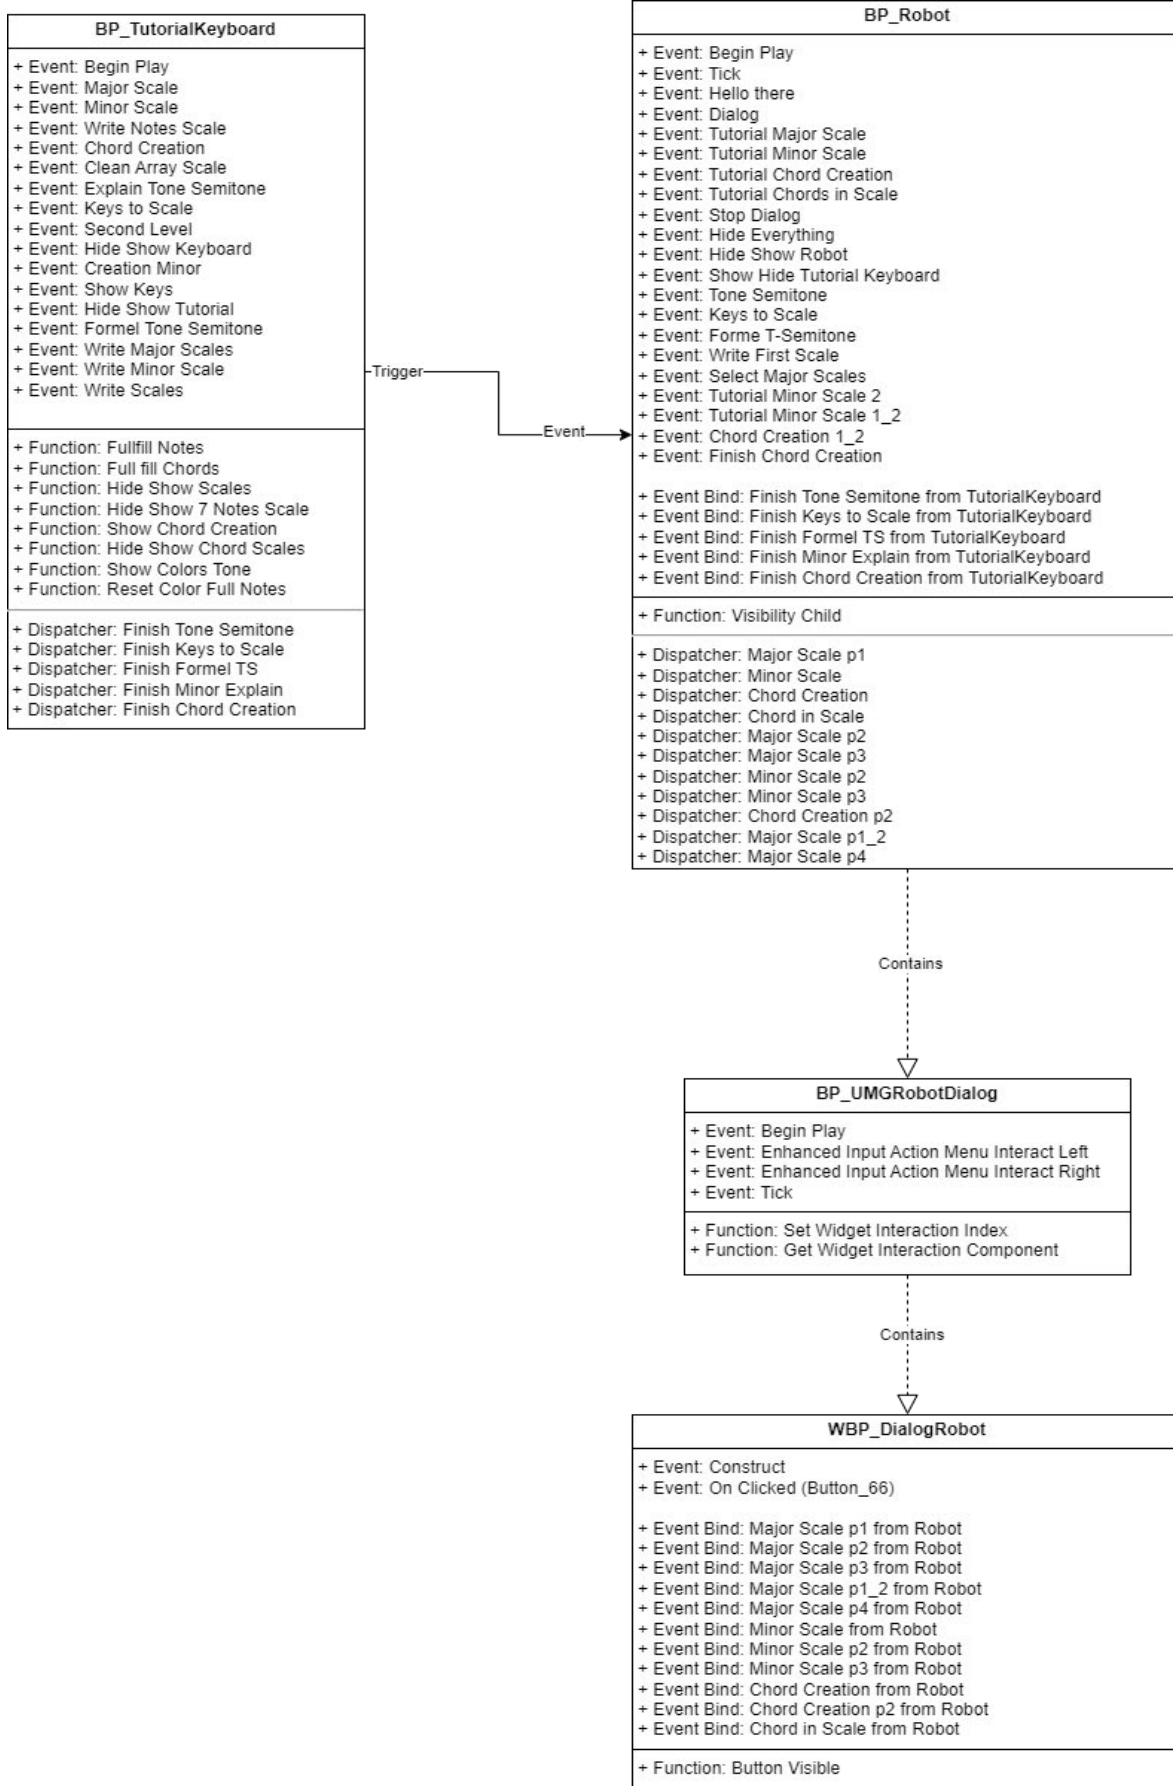 BP_TutorialKeyboard
+ Event: Begin Play
+ Event: Major Scale
+ Event: Minor Scale
+ Event: Write Notes Scale
+ Event: Chord Creation
+ Event: Clean Array Scale
+ Event: Explain Tone Semitone
+ Event: Keys to Scale
+ Event: Second Level
+ Event: Hide Show Keyboard
+ Event: Creation Minor
+ Event: Show Keys
+ Event: Hide Show Tutorial
+ Event: Formel Tone Semitone
+ Event: Write Major Scales
+ Event: Write Minor Scale
+ Event: Write Scales
+ Function: Fullfill Notes
+ Function: Full fill Chords
+ Function: Hide Show Scales
+ Function: Hide Show 7 Notes Scale
+ Function: Show Chord Creation
+ Function: Hide Show Chord Scales
+ Function: Show Colors Tone
+ Function: Reset Color Full Notes
+ Dispatcher: Finish Tone Semitone
+ Dispatcher: Finish Keys to Scale
+ Dispatcher: Finish Formel TS
+ Dispatcher: Finish Minor Explain
+ Dispatcher: Finish Chord Creation
Trigger
Event
BP_Robot
+ Event: Begin Play
+ Event: Tick
+ Event: Hello there
+ Event: Dialog
+ Event: Tutorial Major Scale
+ Event: Tutorial Minor Scale
+ Event: Tutorial Chord Creation
+ Event: Tutorial Chords in Scale
+ Event: Stop Dialog
+ Event: Hide Everything
+ Event: Hide Show Robot
+ Event: Show Hide Tutorial Keyboard
+ Event: Tone Semitone
+ Event: Keys to Scale
+ Event: Forme T-Semitone
+ Event: Write First Scale
+ Event: Select Major Scales
+ Event: Tutorial Minor Scale 2
+ Event: Tutorial Minor Scale 1_2
+ Event: Chord Creation 1_2
+ Event: Finish Chord Creation
+ Event Bind: Finish Tone Semitone from TutorialKeyboard
+ Event Bind: Finish Keys to Scale from TutorialKeyboard
+ Event Bind: Finish Formel TS from TutorialKeyboard
+ Event Bind: Finish Minor Explain from TutorialKeyboard
+ Event Bind: Finish Chord Creation from TutorialKeyboard
+ Function: Visibility Child
+ Dispatcher: Major Scale p1
+ Dispatcher: Minor Scale
+ Dispatcher: Chord Creation
+ Dispatcher: Chord in Scale
+ Dispatcher: Major Scale p2
+ Dispatcher: Major Scale p3
+ Dispatcher: Minor Scale p2
+ Dispatcher: Minor Scale p3
+ Dispatcher: Chord Creation p2
+ Dispatcher: Major Scale p1_2
+ Dispatcher: Major Scale p4
Contains
BP_UMGRobotDialog
+ Event: Begin Play
+ Event: Enhanced Input Action Menu Interact Left
+ Event: Enhanced Input Action Menu Interact Right
+ Event: Tick
+ Function: Set Widget Interaction Index
+ Function: Get Widget Interaction Component
Contains
WBP_DialogRobot
+ Event: Construct
+ Event: On Clicked (Button_66)
+ Event Bind: Major Scale p1 from Robot
+ Event Bind: Major Scale p2 from Robot
+ Event Bind: Major Scale p3 from Robot
+ Event Bind: Major Scale p1_2 from Robot
+ Event Bind: Major Scale p4 from Robot
+ Event Bind: Minor Scale from Robot
+ Event Bind: Minor Scale p2 from Robot
+ Event Bind: Minor Scale p3 from Robot
+ Event Bind: Chord Creation from Robot
+ Event Bind: Chord Creation p2 from Robot
+ Event Bind: Chord in Scale from Robot
+ Function: Button Visible